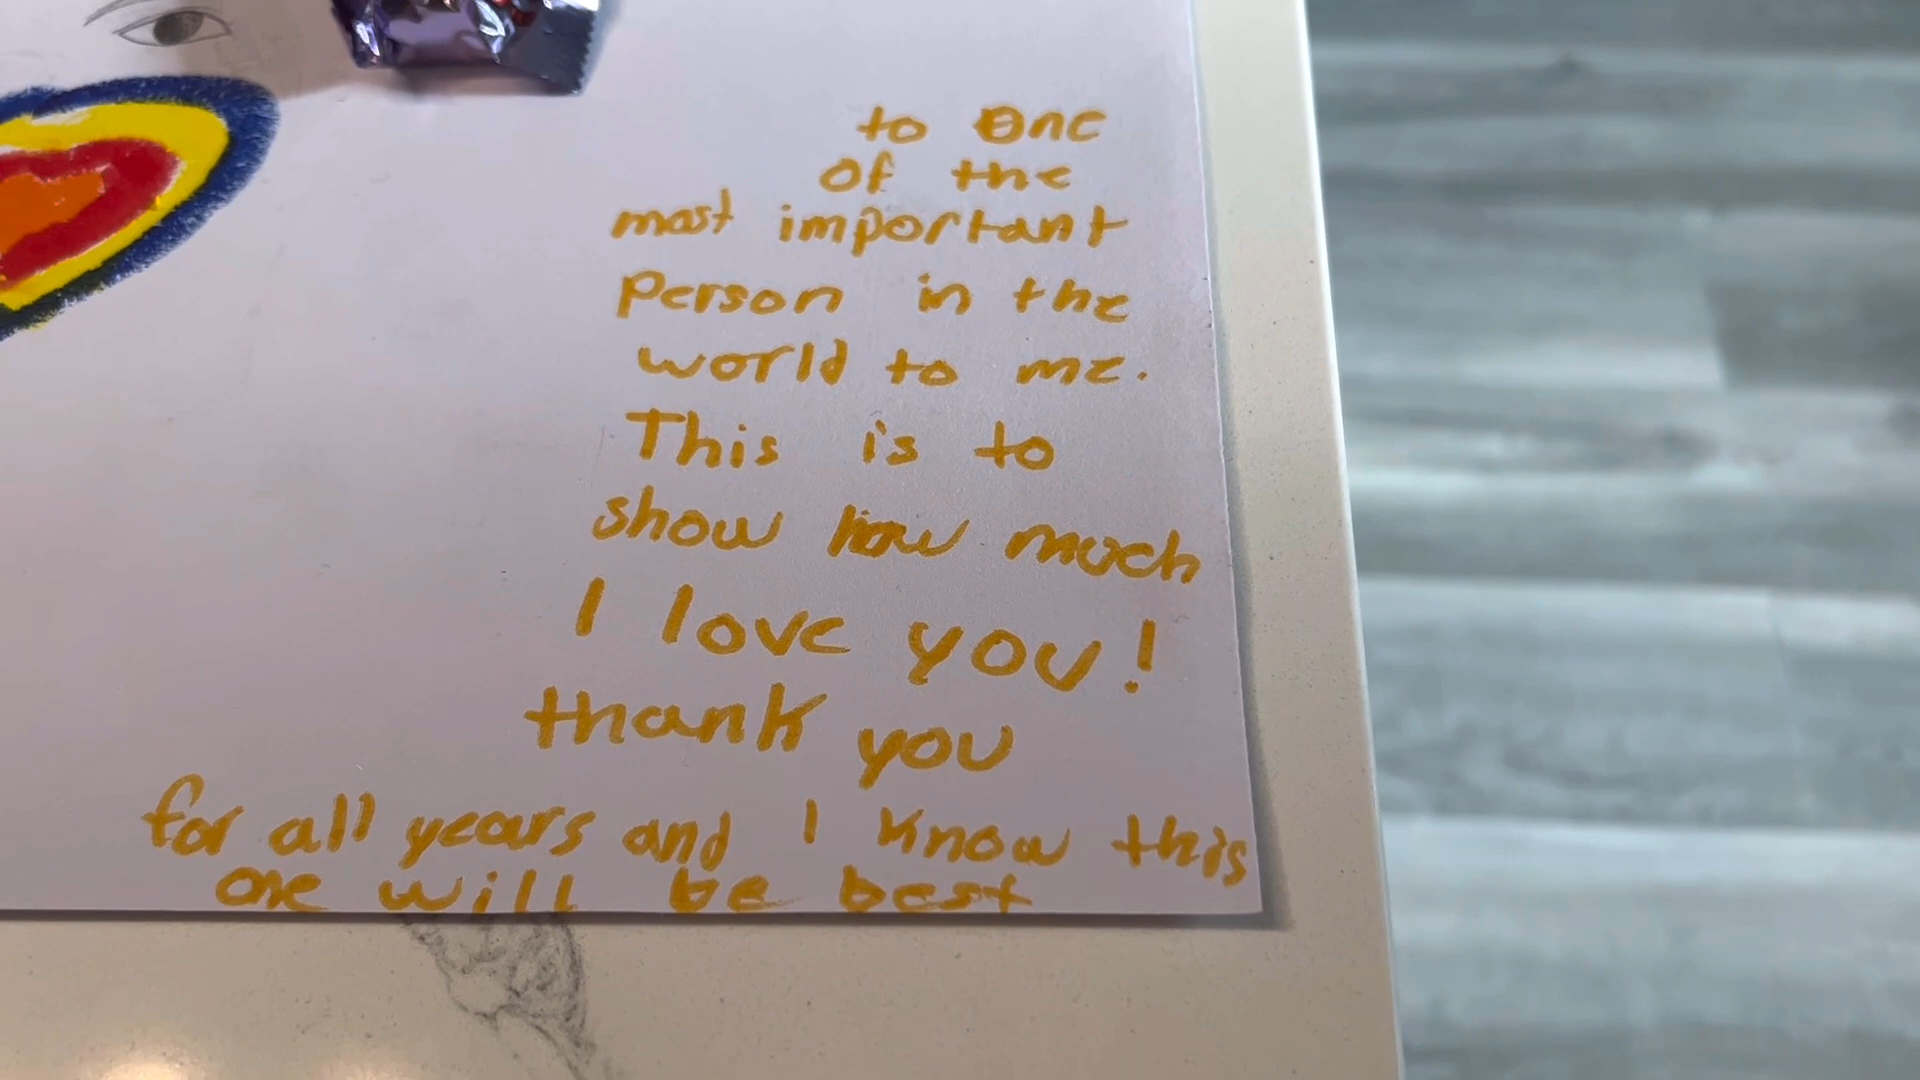 to One
of the
most important
Person in the
world to me.
This is to
show how much
I love you!
thank you
for all years and I know this
one will be best